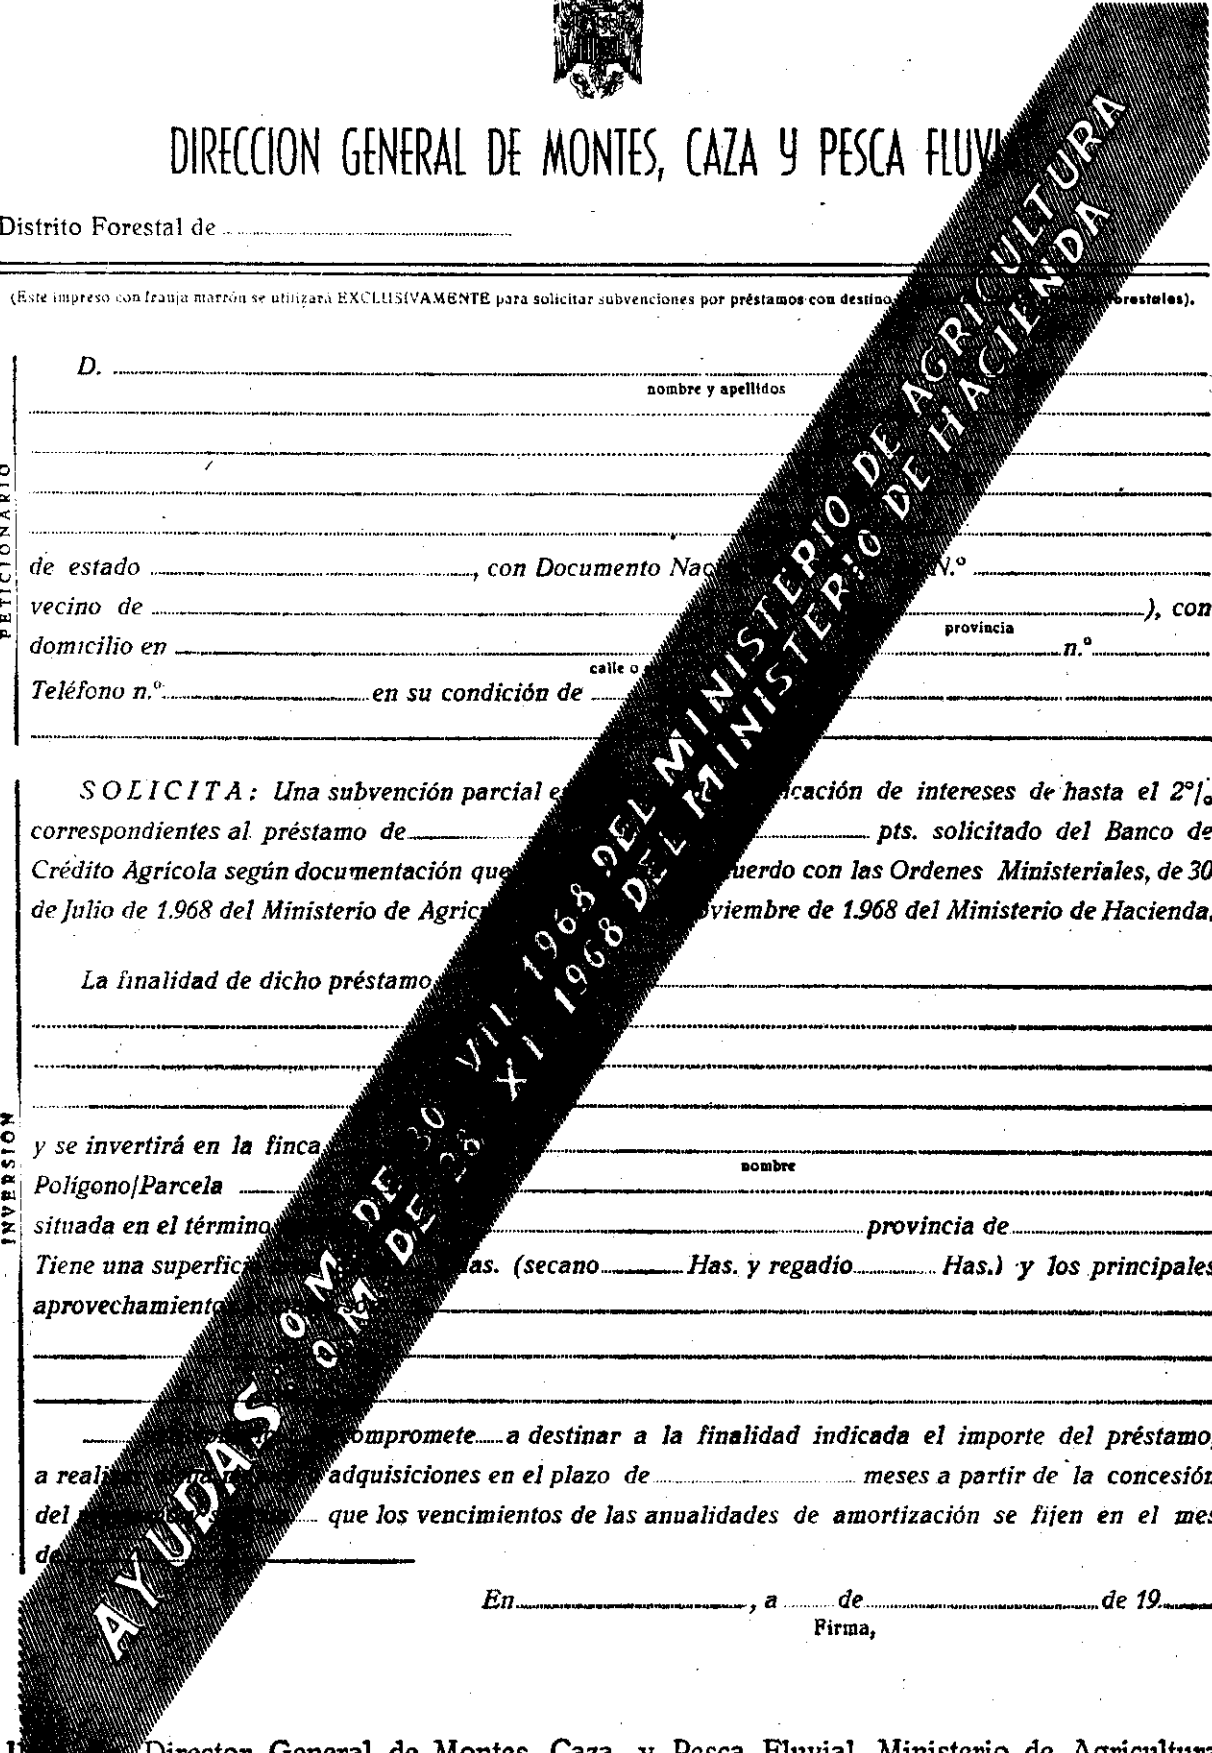 DIRECCION GENERAL DE MONTES, CAZA Y PESCA FLUVI
Distrito Forestal de
(Este impreso con franja marrón se utilizará EXCLUSIVAMENTE para solicitar subvenciones por préstamos con destino orestales).
PETICIONARIO
D.
nombre y apellidos
de estado , con Documento Nac N.º
vecino de ), con
provincia
domicilio en n.º
calle o
Teléfono n.º en su condición de
INVERSION
SOLICITA: Una subvención parcial e icación de intereses de hasta el 2%
correspondientes al préstamo de pts. solicitado del Banco de
Crédito Agrícola según documentación que uerdo con las Ordenes Ministeriales, de 30
de Julio de 1.968 del Ministerio de Agric oviembre de 1.968 del Ministerio de Hacienda.
La finalidad de dicho préstamo
y se invertirá en la finca
nombre
Polígono/Parcela
situada en el término provincia de
Tiene una superfici as. (secano Has. y regadio Has.) y los principales
aprovechamiento
compromete a destinar a la finalidad indicada el importe del préstamo,
a reali adquisiciones en el plazo de meses a partir de la concesión
del que los vencimientos de las anualidades de amortización se fijen en el mes
de
En , a de de 19
Firma,
Director General de Montes, Caza y Pesca Fluvial. Ministerio de Agricultura
AYUDAS: O.M. DE 30 VII 1968 DEL MINISTERIO DE AGRICULTURA
O.M DE 28 XI 1968 DEL MINISTERIO DE HACIENDA